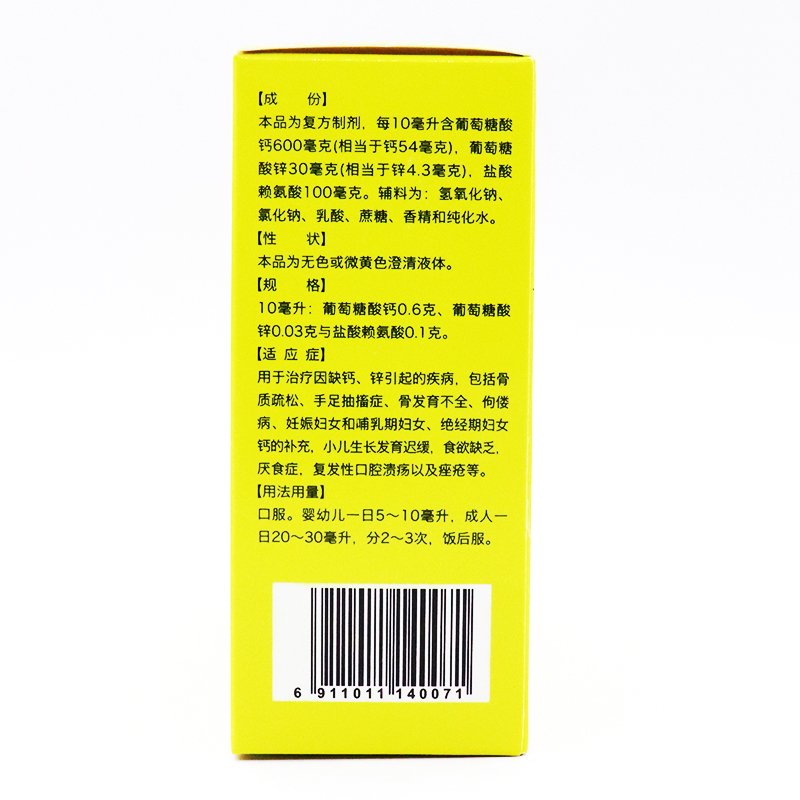 【成　份】
本品为复方制剂，每10毫升含葡萄糖酸
钙600毫克(相当于钙54毫克)，葡萄糖
酸锌30毫克(相当于锌4.3毫克)，盐酸
赖氨酸100毫克。辅料为：氢氧化钠、
氯化钠、乳酸、蔗糖、香精和纯化水。
【性　状】
本品为无色或微黄色澄清液体。
【规　格】
10毫升：葡萄糖酸钙0.6克、葡萄糖酸
锌0.03克与盐酸赖氨酸0.1克。
【适 应 症】
用于治疗因缺钙、锌引起的疾病，包括骨
质疏松、手足抽搐症、骨发育不全、佝偻
病、妊娠妇女和哺乳期妇女、绝经期妇女
钙的补充，小儿生长发育迟缓，食欲缺乏，
厌食症，复发性口腔溃疡以及痤疮等。
【用法用量】
口服。婴幼儿一日5～10毫升，成人一
日20～30毫升，分2～3次，饭后服。
6 911011 140071